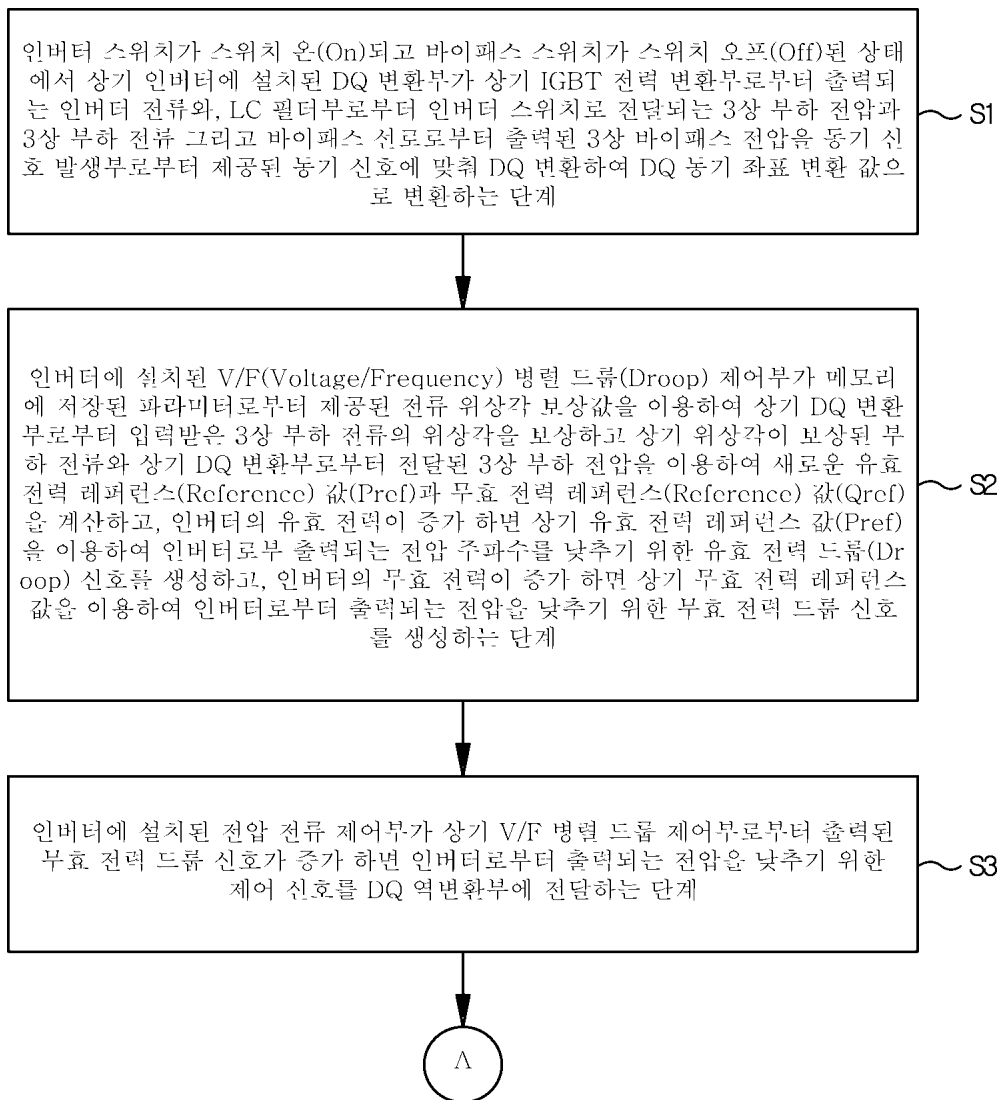 인버터 스위치가 스위치 온(On)되고 바이패스 스위치가 스위치 오프(Off)된 상태
에서 상기 인버터에 설치된 DQ 변환부가 상기 IGBT 전력 변환부로부터 출력되
는 인버터 전류와, LC 필터부로부터 인버터 스위치로 전달되는 3상 부하 전압과
3상 부하 전류 그리고 바이패스 선로로부터 출력된 3상 바이패스 전압을 동기 신
호 발생부로부터 제공된 동기 신호에 맞춰 DQ 변환하여 DQ 동기 좌표 변환 값으
로 변환하는 단계
S1
인버터에 설치된 V/F(Voltage/Frequency) 병렬 드룹(Droop) 제어부가 메모리
에 저장된 파라미터로부터 제공된 전류 위상각 보상값을 이용하여 상기 DQ 변환
부로부터 입력받은 3상 부하 전류의 위상각을 보상하고 상기 위상각이 보상된 부
하 전류와 상기 DQ 변환부로부터 전달된 3상 부하 전압을 이용하여 새로운 유효
전력 레퍼런스(Reference) 값(Pref)과 무효 전력 레퍼런스(Reference) 값(Qref)
을 계산하고, 인버터의 유효 전력이 증가 하면 상기 유효 전력 레퍼런스 값(Pref)
을 이용하여 인버터로부 출력되는 전압 주파수를 낮추기 위한 유효 전력 드룹(Dr
oop) 신호를 생성하고, 인버터의 무효 전력이 증가 하면 상기 무효 전력 레퍼런스
값을 이용하여 인버터로부터 출력되는 전압을 낮추기 위한 무효 전력 드룹 신호
를 생성하는 단계
S2
인버터에 설치된 전압 전류 제어부가 상기 V/F 병렬 드룹 제어부로부터 출력된
무효 전력 드룹 신호가 증가 하면 인버터로부터 출력되는 전압을 낮추기 위한
제어 신호를 DQ 역변환부에 전달하는 단계
S3
A